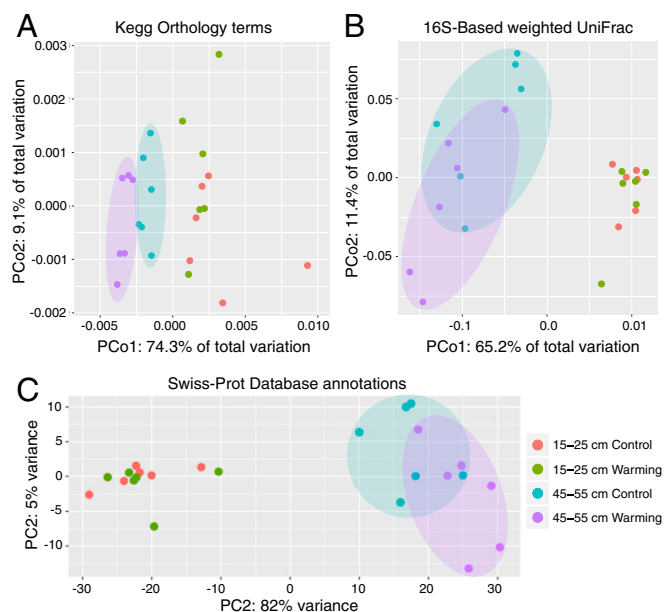 A
Kegg Orthology terms
0.003
0.002
0.001
0.000
-0.001
-0.002
PCo2: 9.1% of total variation
-0.005
0.000
0.005
0.010
PCo1: 74.3% of total variation
B
16S-Based weighted UniFrac
0.05
0.00
-0.05
PCo2: 11.4% of total variation
-0.1
0.0
0.01
PCo1: 65.2% of total variation
C
Swiss-Prot Database annotations
10
5
0
-5
-10
PC2: 5% variance
-30
-20
-10
0
10
20
30
PC2: 82% variance
15–25 cm Control
15–25 cm Warming
45–55 cm Control
45–55 cm Warming